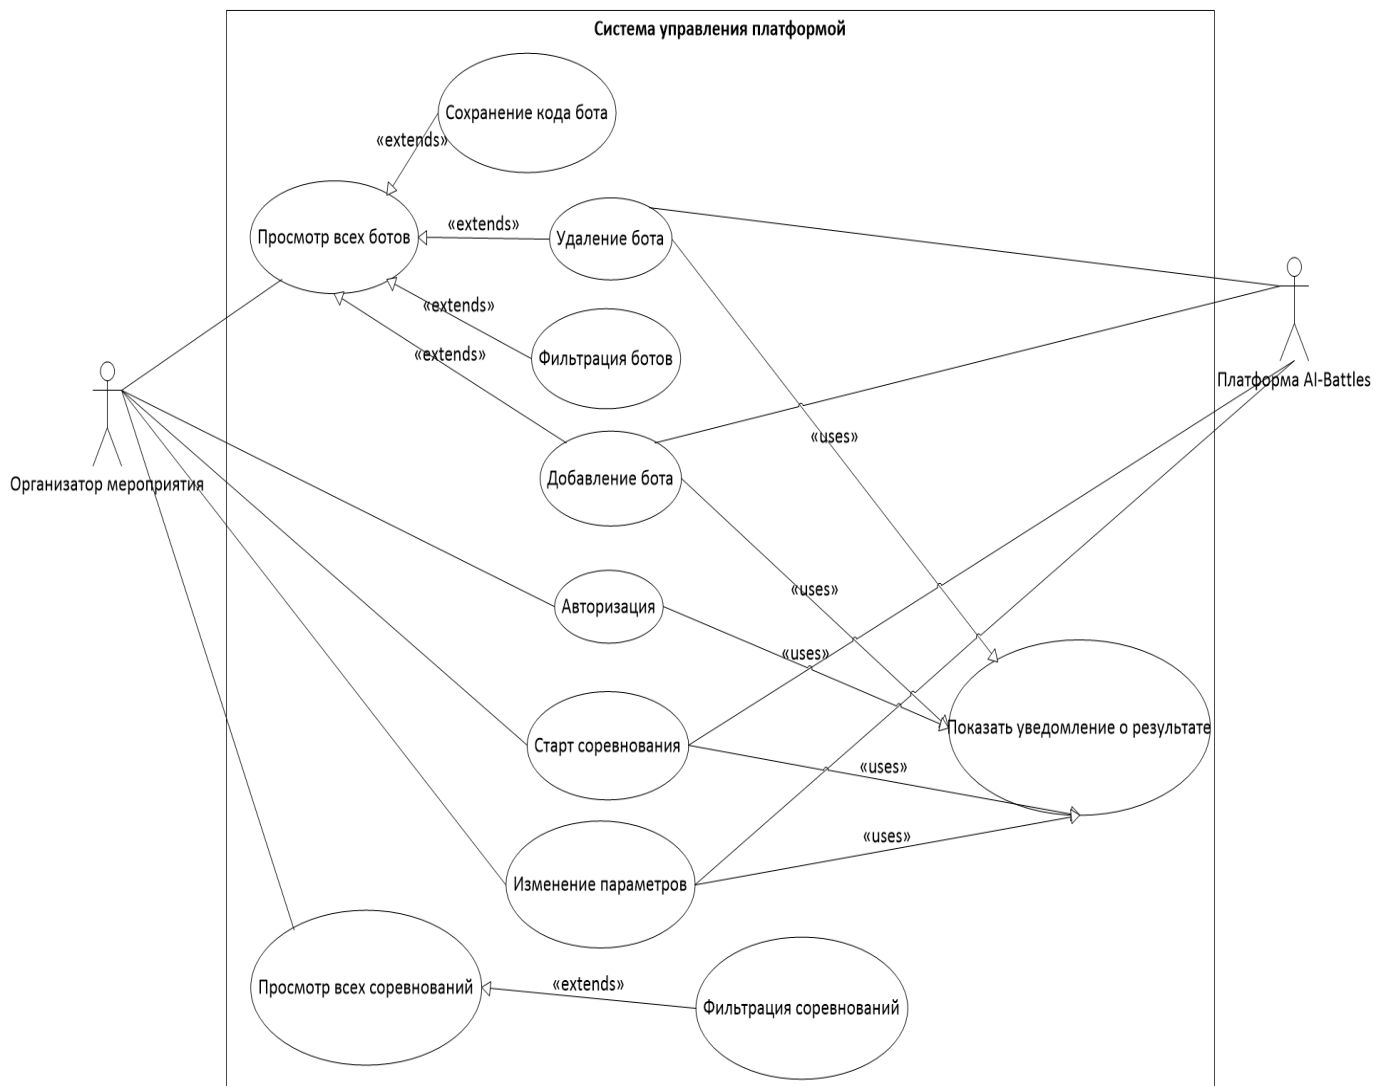 Система управления платформой
Сохранение кода бота
«extends»
Просмотр всех ботов
«extends»
Удаление бота
«extends»
Фильтрация ботов
«extends»
Платформа AI-Battles
«uses»
Добавление бота
Организатор мероприятия
«uses»
Авторизация
«uses»
Показать уведомление о результате
Старт соревнования
«uses»
«uses»
Изменение параметров
Просмотр всех соревнований
«extends»
Фильтрация соревнований